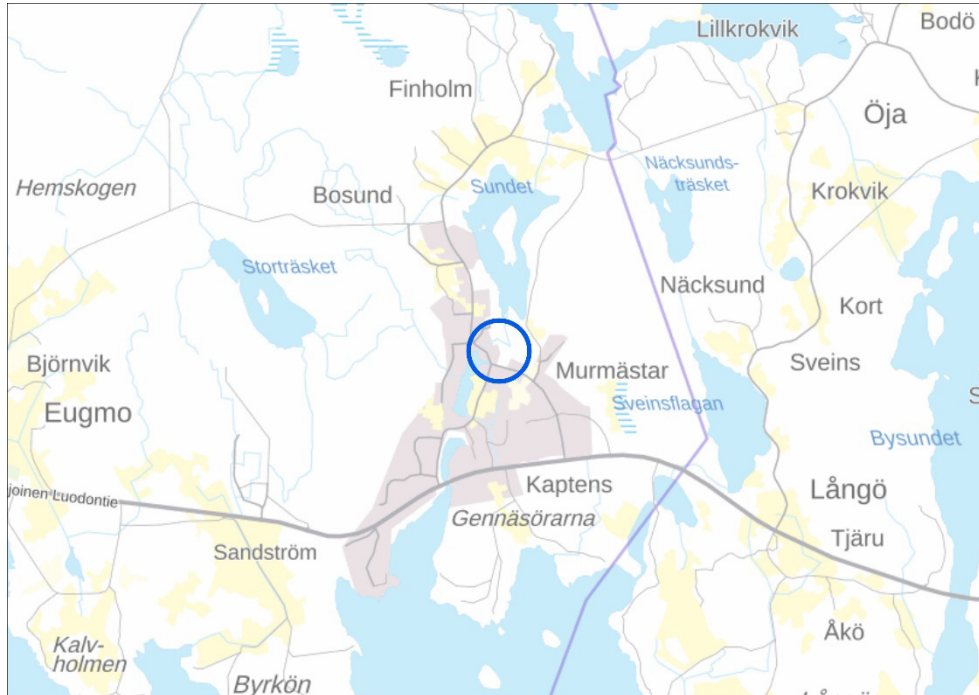 Lillkrokvik
Bodö
Finholm
Öja
Näcksunds-
träsket
Hemskogen
Bosund
Sundet
Krokvik
Storträsket
Näcksund
Kort
Björnvik
Murmästar
Sveins
Eugmo
Sveinsflagan
Bysundet
joinen Luodontie
Kaptens
Långö
Gennäsörarna
Sandström
Tjäru
Kalv-
holmen
Åkö
Byrkön